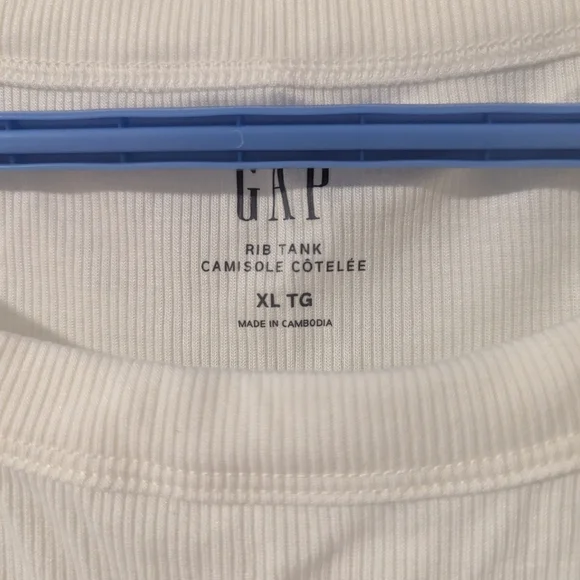 GAP
RIB TANK
CAMISOLE CÔTELÉE
XL TG
MADE IN CAMBODIA